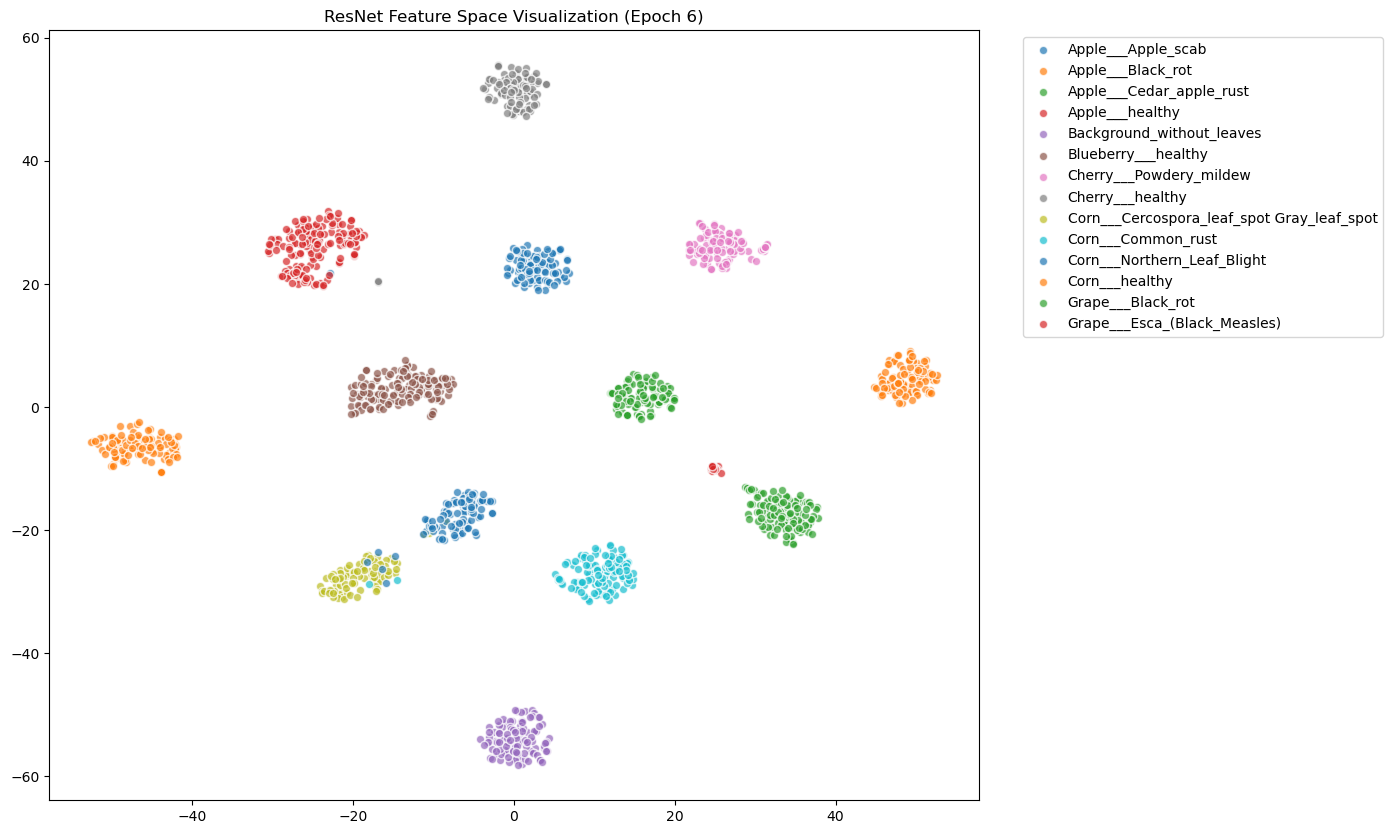 ResNet Feature Space Visualization (Epoch 6)
60
40
20
0
−20
−40
−60
−40
−20
0
20
40
Apple___Apple_scab
Apple___Black_rot
Apple___Cedar_apple_rust
Apple___healthy
Background_without_leaves
Blueberry___healthy
Cherry___Powdery_mildew
Cherry___healthy
Corn___Cercospora_leaf_spot Gray_leaf_spot
Corn___Common_rust
Corn___Northern_Leaf_Blight
Corn___healthy
Grape___Black_rot
Grape___Esca_(Black_Measles)